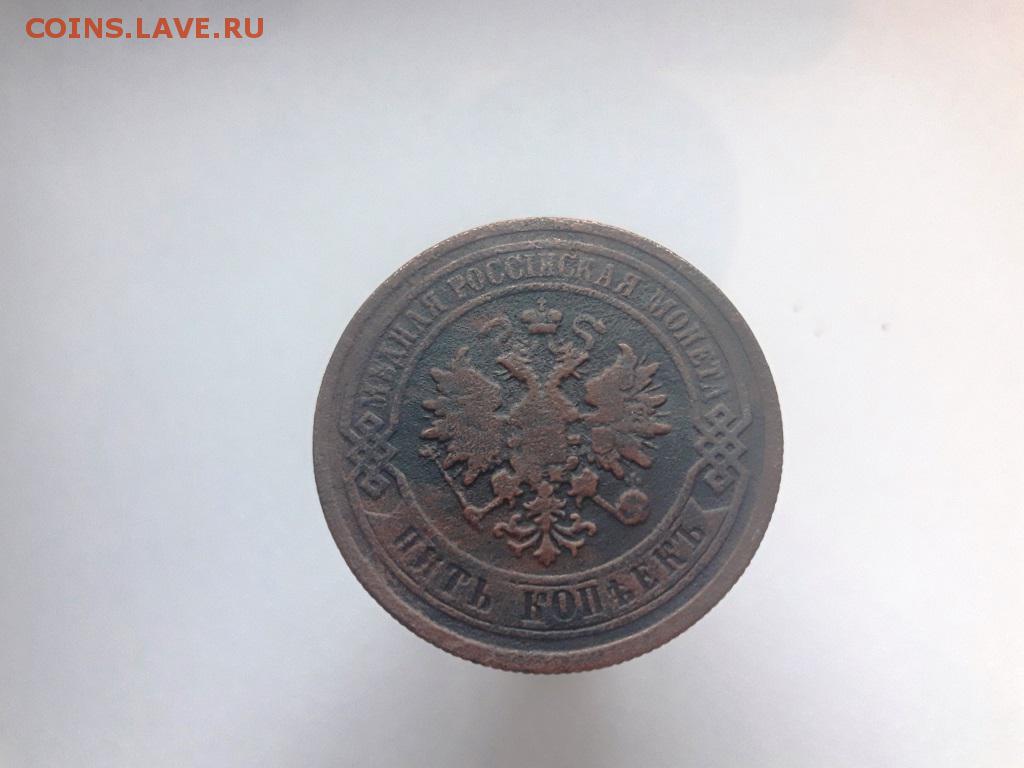 COINS.LAVE.RU
МѢДНАЯ РОССІЙСКАЯ МОНЕТА
ПЯТЬ КОПѢЕКЪ